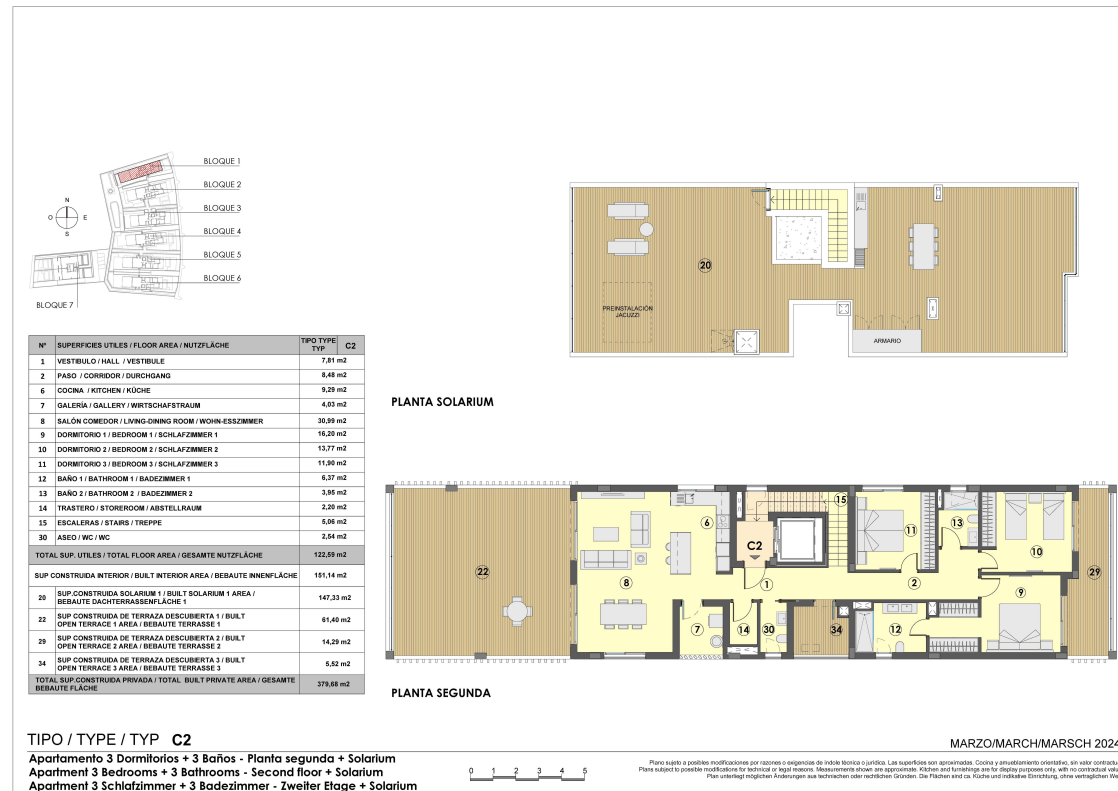 BLOQUE 1
BLOQUE 2
BLOQUE 3
BLOQUE 4
BLOQUE 5
BLOQUE 6
BLOQUE 7
N
O E
S
Nº SUPERFICIES UTILES / FLOOR AREA / NUTZFLÄCHE TIPO TYPE TYP C2
1 VESTIBULO / HALL / VESTIBULE 7,81 m2
2 PASO / CORRIDOR / DURCHGANG 8,48 m2
6 COCINA / KITCHEN / KÜCHE 9,29 m2
7 GALERÍA / GALLERY / WIRTSCHAFSTRAUM 4,03 m2
8 SALÓN COMEDOR / LIVING-DINING ROOM / WOHN-ESSZIMMER 30,99 m2
9 DORMITORIO 1 / BEDROOM 1 / SCHLAFZIMMER 1 16,20 m2
10 DORMITORIO 2 / BEDROOM 2 / SCHLAFZIMMER 2 13,77 m2
11 DORMITORIO 3 / BEDROOM 3 / SCHLAFZIMMER 3 11,90 m2
12 BAÑO 1 / BATHROOM 1 / BADEZIMMER 1 6,37 m2
13 BAÑO 2 / BATHROOM 2 / BADEZIMMER 2 3,95 m2
14 TRASTERO / STOREROOM / ABSTELLRAUM 2,20 m2
15 ESCALERAS / STAIRS / TREPPE 5,06 m2
30 ASEO / WC / WC 2,54 m2
TOTAL SUP. UTILES / TOTAL FLOOR AREA / GESAMTE NUTZFLÄCHE 122,59 m2
SUP CONSTRUIDA INTERIOR / BUILT INTERIOR AREA / BEBAUTE INNENFLÄCHE 151,14 m2
20 SUP.CONSTRUIDA SOLARIUM 1 / BUILT SOLARIUM 1 AREA / 147,33 m2
BEBAUTE DACHTERRASSENFLÄCHE 1
22 SUP CONSTRUIDA DE TERRAZA DESCUBIERTA 1 / BUILT 61,40 m2
OPEN TERRACE 1 AREA / BEBAUTE TERRASSE 1
29 SUP CONSTRUIDA DE TERRAZA DESCUBIERTA 2 / BUILT 14,29 m2
OPEN TERRACE 2 AREA / BEBAUTE TERRASSE 2
34 SUP CONSTRUIDA DE TERRAZA DESCUBIERTA 3 / BUILT 5,52 m2
OPEN TERRACE 3 AREA / BEBAUTE TERRASSE 3
TOTAL SUP.CONSTRUIDA PRIVADA / TOTAL BUILT PRIVATE AREA / GESAMTE 379,68 m2
BEBAUTE FLÄCHE
20
PREINSTALACIÓN
JACUZZI
ARMARIO
PLANTA SOLARIUM
22
8
6
C2
15
1
7
14
30
34
11
2
12
13
10
9
29
PLANTA SEGUNDA
TIPO / TYPE / TYP C2
Apartamento 3 Dormitorios + 3 Baños - Planta segunda + Solarium
Apartment 3 Bedrooms + 3 Bathrooms - Second floor + Solarium
Apartment 3 Schlafzimmer + 3 Badezimmer - Zweiter Etage + Solarium
0 1 2 3 4 5
MARZO/MARCH/MARSCH 2024
Plano sujeto a posibles modificaciones por razones o exigencias de índole técnica o jurídica. Las superficies son aproximadas. Cocina y amueblamiento orientativo, sin valor contractu
Plans subject to possible modifications for technical or legal reasons. Measurements shown are approximate. Kitchen and furnishings are for display purposes only, with no contractual valu
Plan unterliegt möglichen Änderungen aus technischen oder rechtlichen Gründen. Die Flächen sind ca. Küche und indikative Einrichtung, ohne vertraglichen We